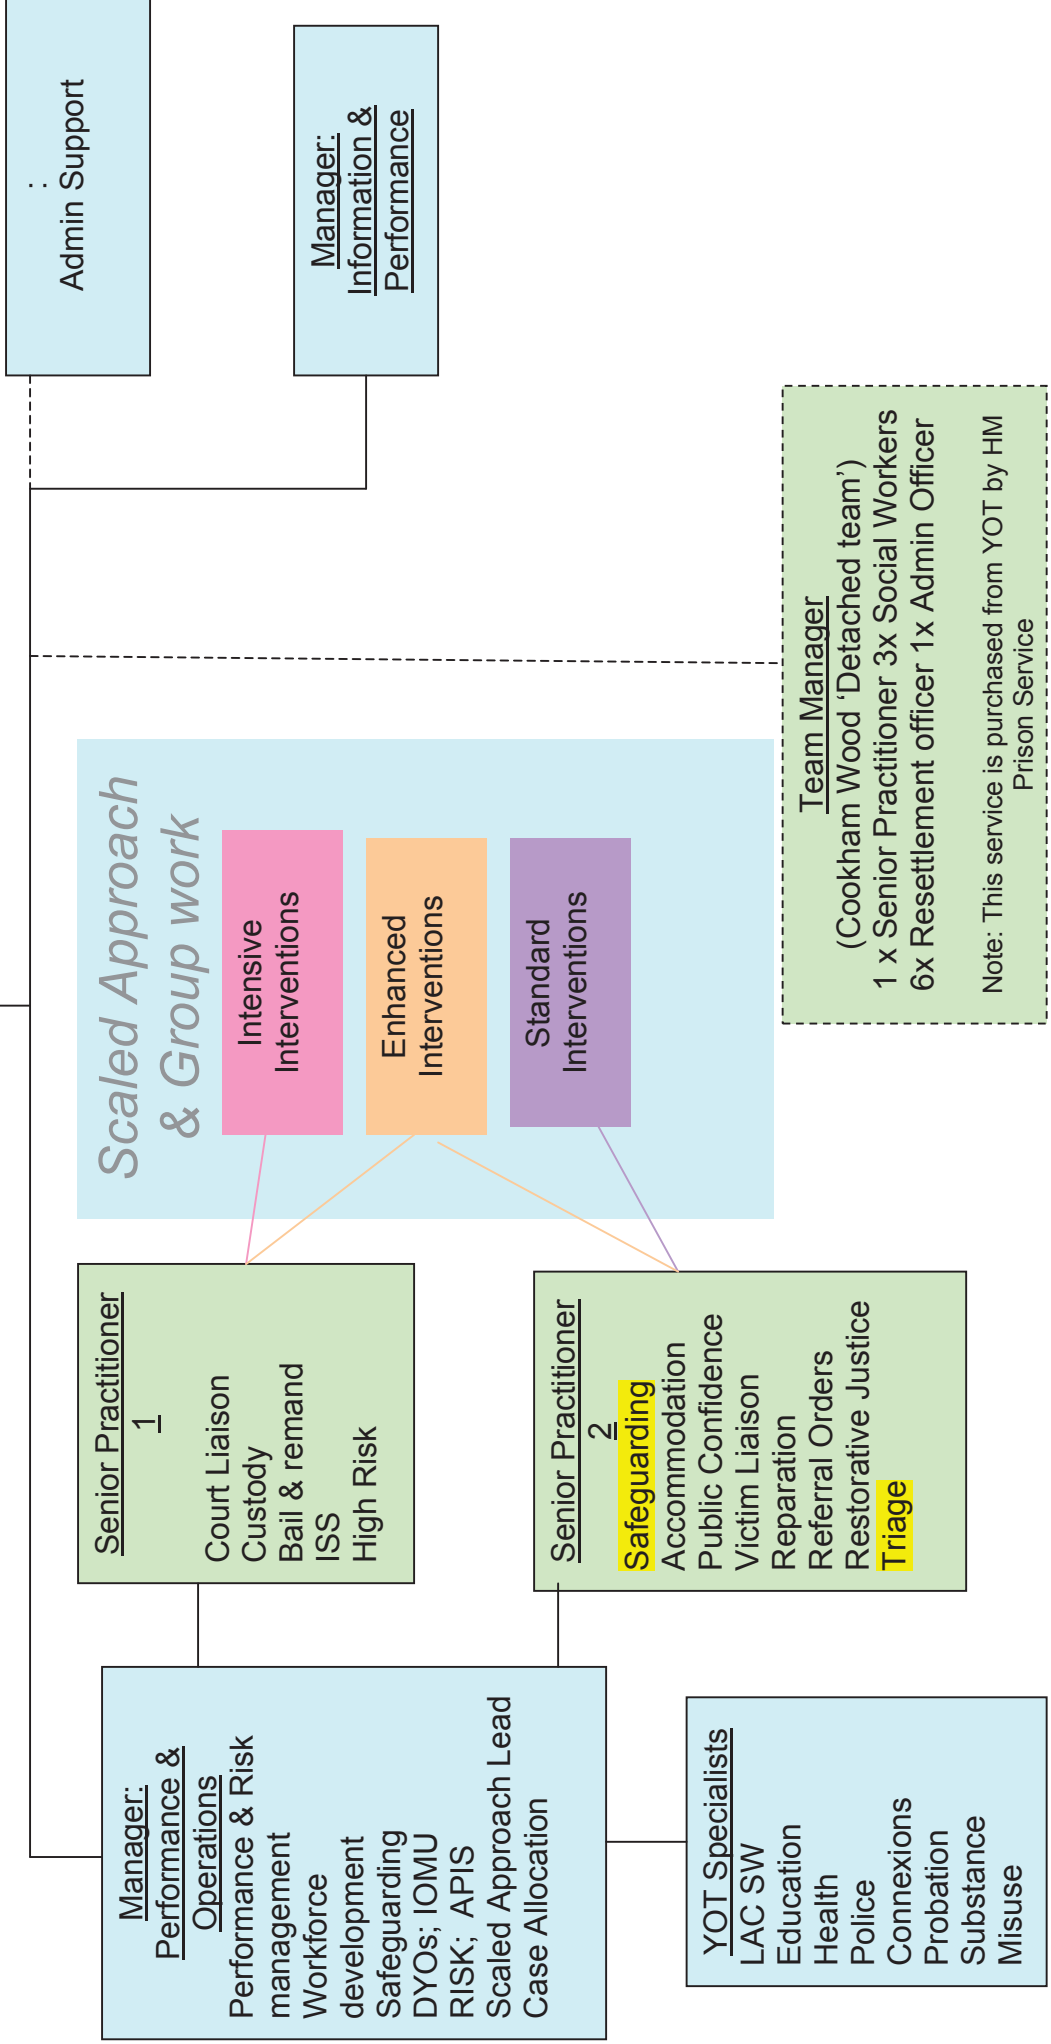 Manager:
Performance &
Operations
Performance & Risk
management
Workforce
development
Safeguarding
DYOs; IOMU
RISK; APIS
Scaled Approach Lead
Case Allocation
YOT Specialists
LAC SW
Education
Health
Police
Connexions
Probation
Substance
Misuse
Senior Practitioner
1
Court Liaison
Custody
Bail & remand
ISS
High Risk
Senior Practitioner
2
Safeguarding
Accommodation
Public Confidence
Victim Liaison
Reparation
Referral Orders
Restorative Justice
Triage
Scaled Approach
& Group work
Intensive
Interventions
Enhanced
Interventions
Standard
Interventions
Team Manager
(Cookham Wood ‘Detached team’)
1 x Senior Practitioner 3x Social Workers
6x Resettlement officer 1x Admin Officer
Note: This service is purchased from YOT by HM
Prison Service
:
Admin Support
Manager:
Information &
Performance